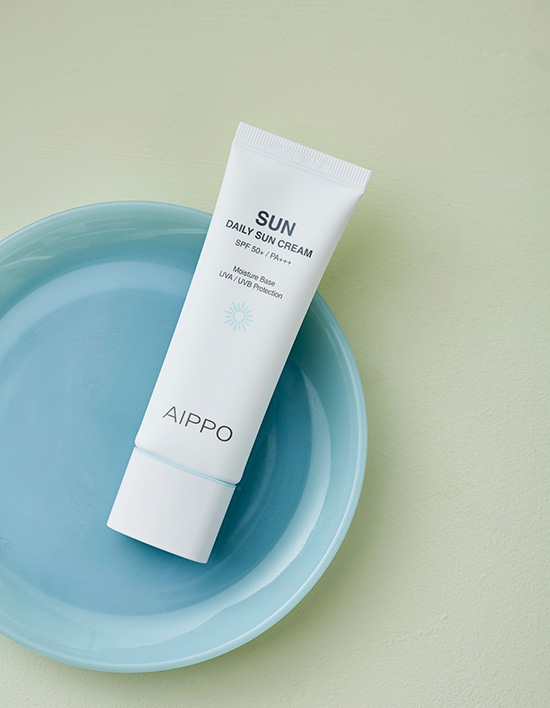 SUN
DAILY SUN CREAM
SPF 50+ / PA+++
Moisture Base
UVA / UVB Protection
AIPPO